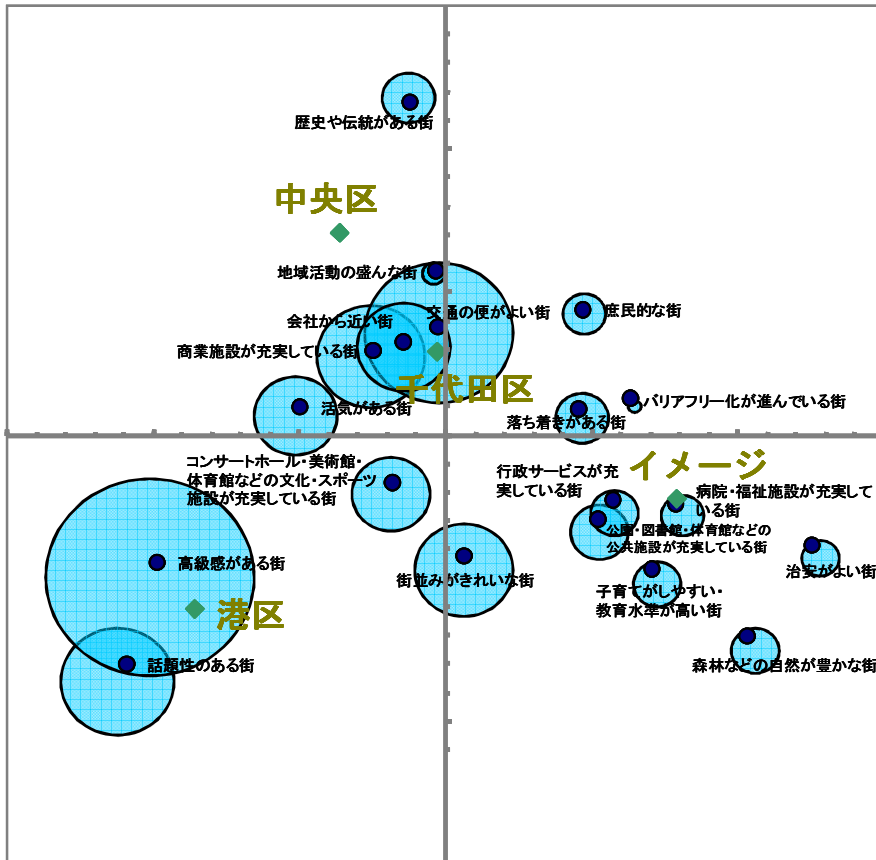 歴史や伝統がある街
中央区
地域活動の盛んな街
交通の便がよい街
庶民的な街
会社から近い街
商業施設が充実している街
千代田区
バリアフリー化が進んでいる街
活気がある街
落ち着きがある街
コンサートホール・美術館・
体育館などの文化・スポーツ
施設が充実している街
イメージ
行政サービスが充
実している街
病院・福祉施設が充実して
いる街
公園・図書館・体育館などの
公共施設が充実している街
高級感がある街
街並みがきれいな街
治安がよい街
子育てがしやすい・
教育水準が高い街
港区
話題性のある街
森林などの自然が豊かな街